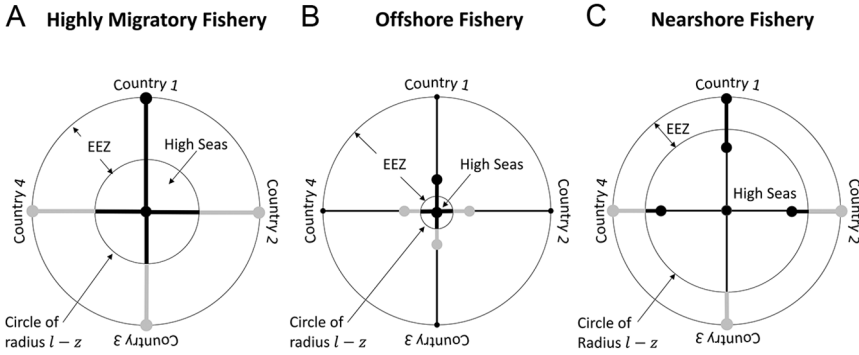 A Highly Migratory Fishery
Country 1
EEZ
High Seas
Country 4
Country 2
Circle of
radius l − z
Country 3
B Offshore Fishery
Country 1
EEZ
High Seas
Country 4
Country 2
Circle of
radius l − z
Country 3
C Nearshore Fishery
Country 1
EEZ
High Seas
Country 4
Country 2
Circle of
Radius l − z
Country 3